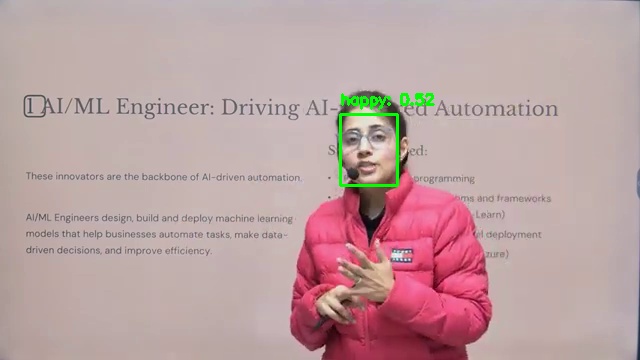 happy: 0.52
1 AI/ML Engineer: Driving AI- ed Automation
These innovators are the backbone of AI-driven automation.
AI/ML Engineers design, build and deploy machine learning
models that help businesses automate tasks, make data-
driven decisions, and improve efficiency.
S ed:
• programming
• ms and frameworks
Learn)
• el deployment
zure)